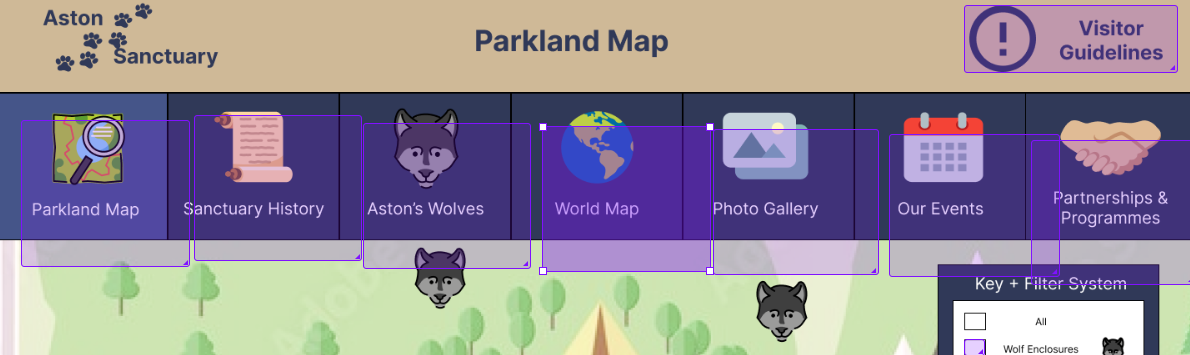 Aston
Sanctuary
Parkland Map
Visitor
Guidelines
Parkland Map
Sanctuary History
Aston's Wolves
World Map
Photo Gallery
Our Events
Partnerships &
Programmes
Key + Filter System
All
Wolf Enclosures